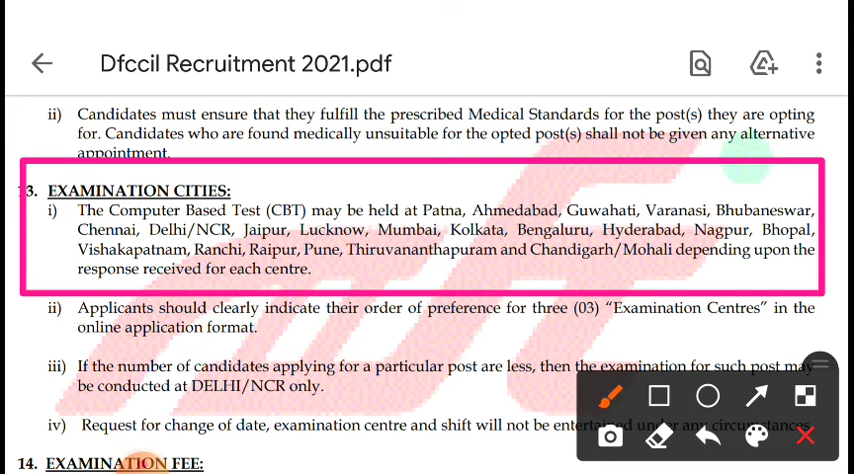 Dfccil Recruitment 2021.pdf
ii) Candidates must ensure that they fulfill the prescribed Medical Standards for the post(s) they are opting
for. Candidates who are found medically unsuitable for the opted post(s) shall not be given any alternative
appointment.
13. EXAMINATION CITIES:
i) The Computer Based Test (CBT) may be held at Patna, Ahmedabad, Guwahati, Varanasi, Bhubaneswar,
Chennai, Delhi/NCR, Jaipur, Lucknow, Mumbai, Kolkata, Bengaluru, Hyderabad, Nagpur, Bhopal,
Vishakapatnam, Ranchi, Raipur, Pune, Thiruvananthapuram and Chandigarh/Mohali depending upon the
response received for each centre.
ii) Applicants should clearly indicate their order of preference for three (03) "Examination Centres" in the
online application format.
iii) If the number of candidates applying for a particular post are less, then the examination for such post may
be conducted at DELHI/NCR only.
iv) Request for change of date, examination centre and shift will not be entertained under any circumstances.
14. EXAMINATION FEE: